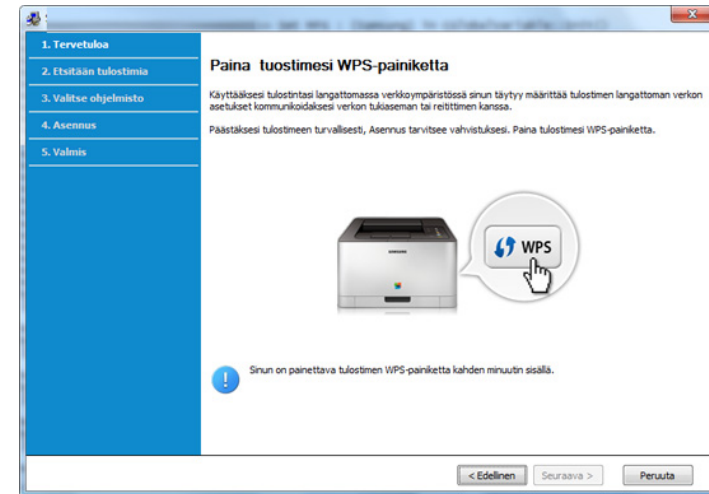 1. Tervetuloa
2. Etsitään tulostimia
3. Valitse ohjelmisto
4. Asennus
5. Valmis
Paina tuostimesi WPS-painiketta
Käyttääksesi tulostintasi langattomassa verkkoympäristössä sinun täytyy määrittää tulostimen langattoman verkon
asetukset kommunikoidaksesi verkon tukiaseman tai reitittimen kanssa.
Päästäksesi tulostimeen turvallisesti, Asennus tarvitsee vahvistuksesi. Paina tulostimesi WPS-painiketta.
SAMSUNG
WPS
Sinun on painettava tulostimen WPS-painiketta kahden minuutin sisällä.
< Edellinen
Seuraava >
Peruuta